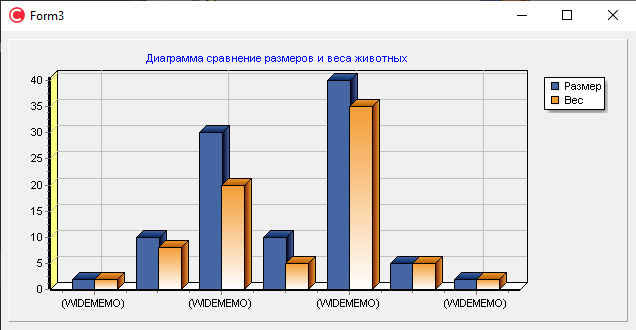 Form3
Диаграмма сравнение размеров и веса животных
40
35
30
25
20
15
10
5
0
(WIDEMEMO) (WIDEMEMO) (WIDEMEMO) (WIDEMEMO)
Размер
Вес